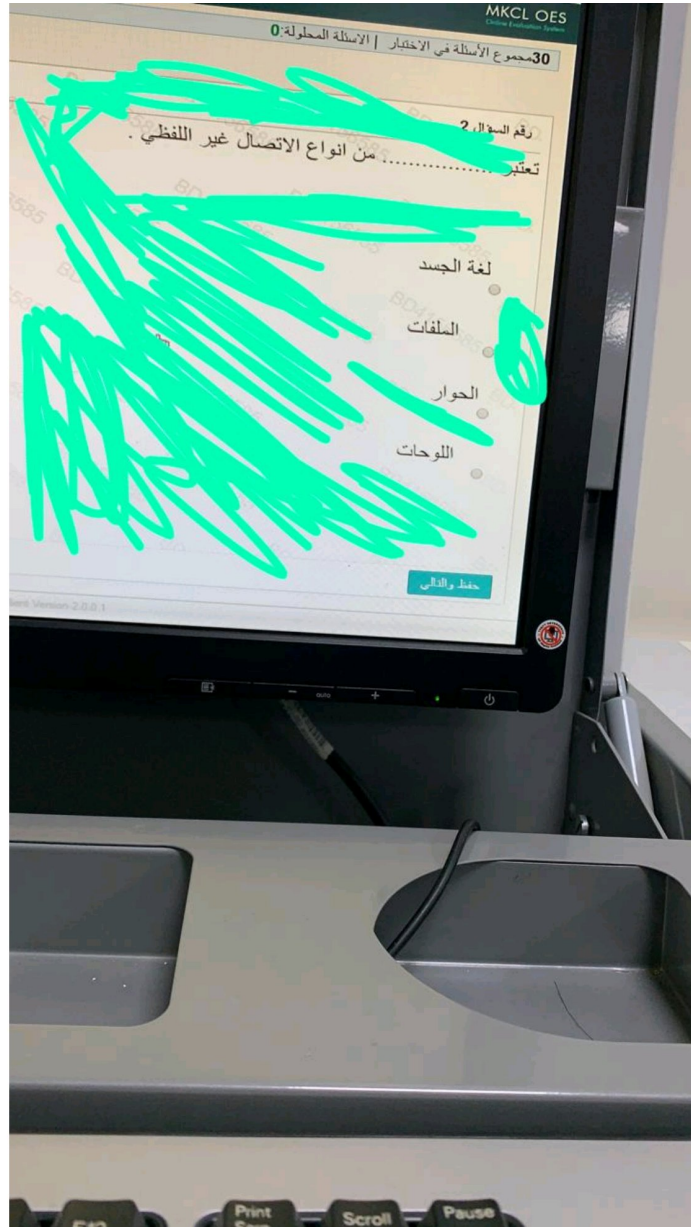 MKCL OES
Online Evaluation System
30مجموع الأسئلة في الاختبار | الاسئلة المحلولة:0
رقم السؤال 2
تعتبر ................. من انواع الاتصال غير اللفظي .
لغة الجسد
الملفات
الحوار
اللوحات
حفظ والتالي
Version 2.0.0.1
auto
Print
Scroll
Pause